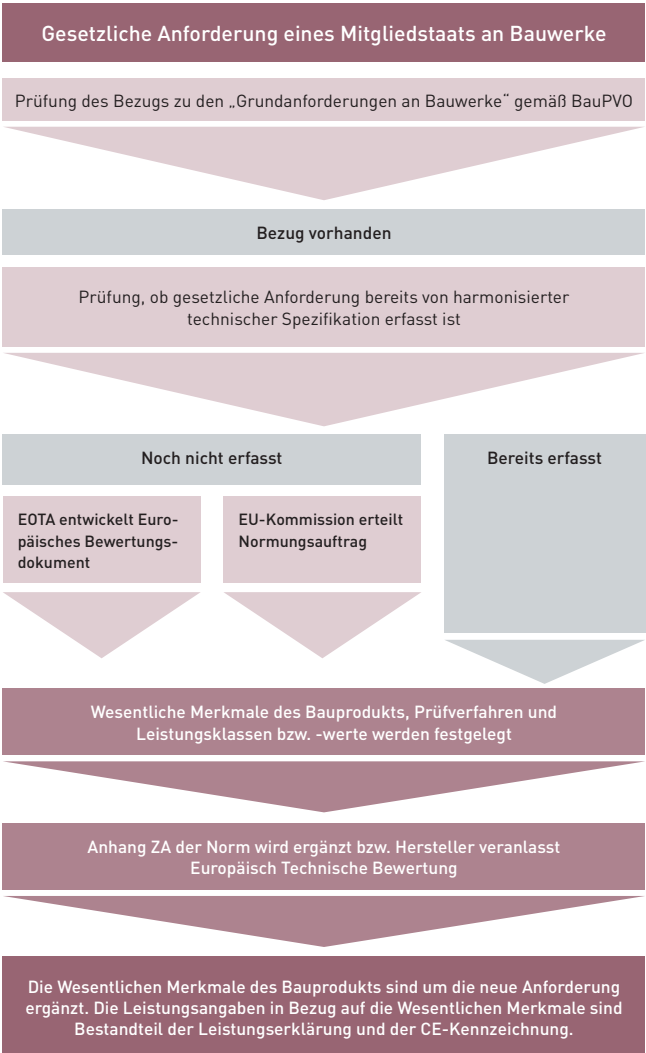 Gesetzliche Anforderung eines Mitgliedstaats an Bauwerke
Prüfung des Bezugs zu den „Grundanforderungen an Bauwerke“ gemäß BauPVO
Bezug vorhanden
Prüfung, ob gesetzliche Anforderung bereits von harmonisierter
technischer Spezifikation erfasst ist
Noch nicht erfasst
Bereits erfasst
EOTA entwickelt Euro-
päisches Bewertungs-
dokument
EU-Kommission erteilt
Normungsauftrag
Wesentliche Merkmale des Bauprodukts, Prüfverfahren und
Leistungsklassen bzw. -werte werden festgelegt
Anhang ZA der Norm wird ergänzt bzw. Hersteller veranlasst
Europäisch Technische Bewertung
Die Wesentlichen Merkmale des Bauprodukts sind um die neue Anforderung
ergänzt. Die Leistungsangaben in Bezug auf die Wesentlichen Merkmale sind
Bestandteil der Leistungserklärung und der CE-Kennzeichnung.